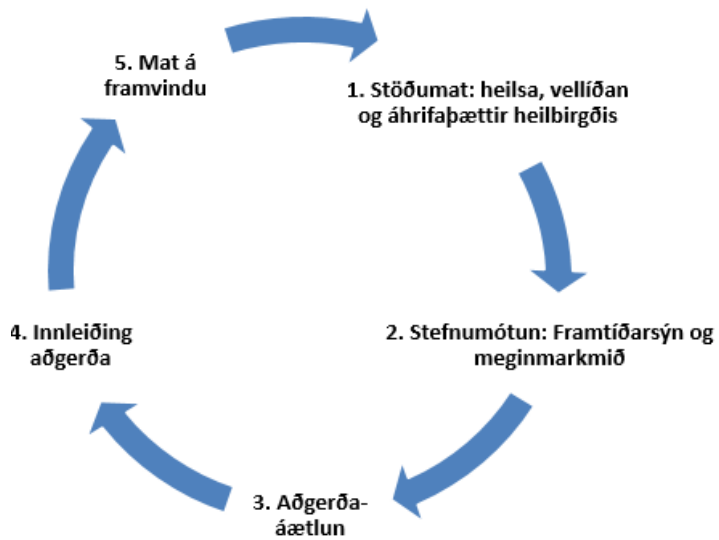 1. Stöðumat: heilsa, vellíðan
og áhrifaþættir heilbirgðis
2. Stefnumótun: Framtíðarsýn og
meginmarkmið
3. Aðgerða-
áætlun
4. Innleiðing
aðgerða
5. Mat á
framvindu